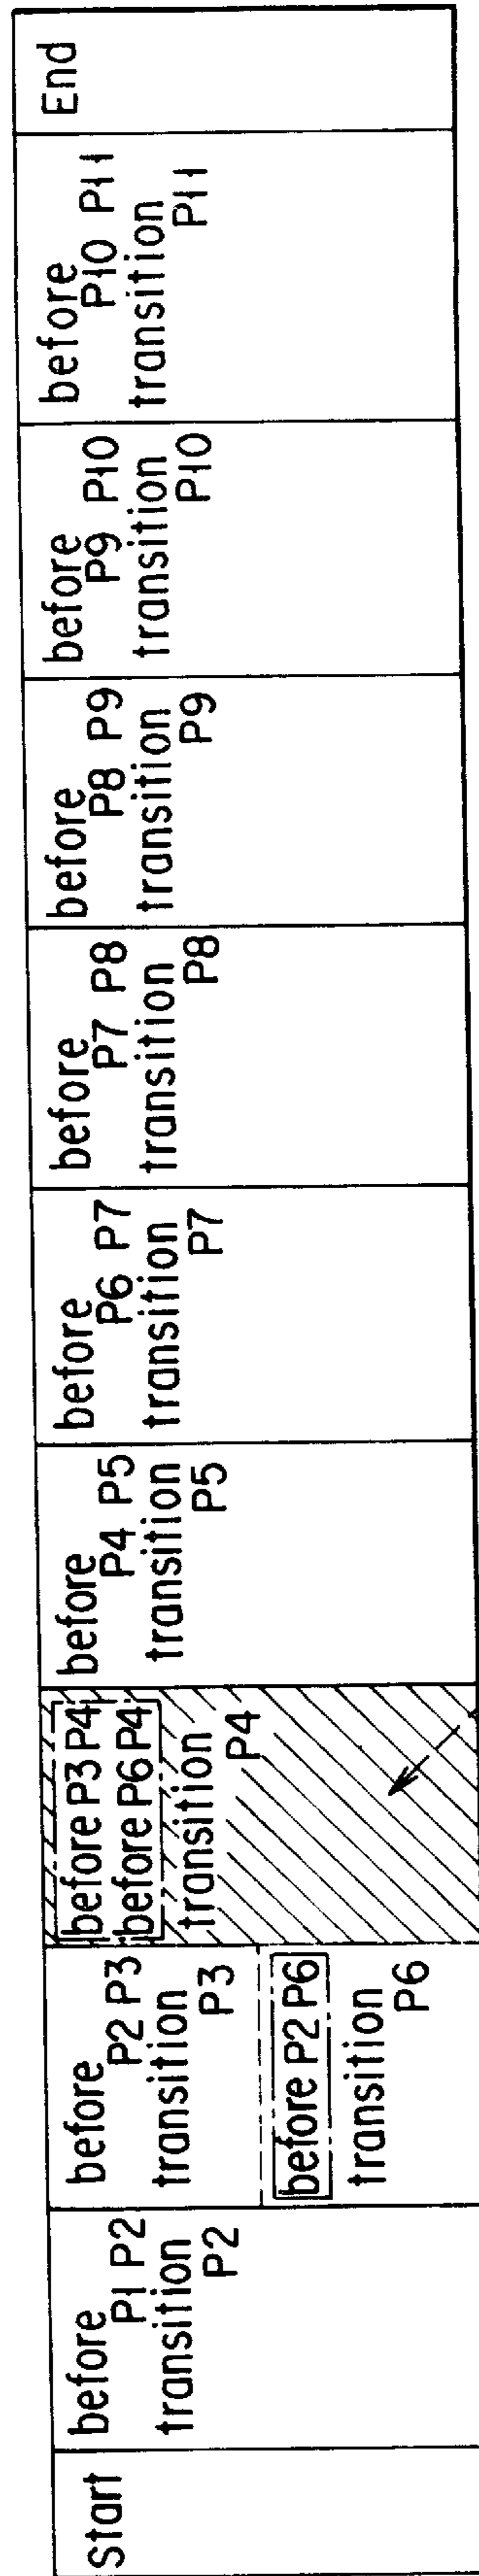 Start
before
P1 P2
transition
P2
before
P2 P3
transition
P3
before P2 P6
transition
P6
before P3 P4
before P6 P4
transition
P4
before
P4 P5
transition
P5
before
P6 P7
transition
P7
before
P7 P8
transition
P8
before
P8 P9
transition
P9
before
P9 P10
transition
P10
before
P10 P11
transition
P11
End